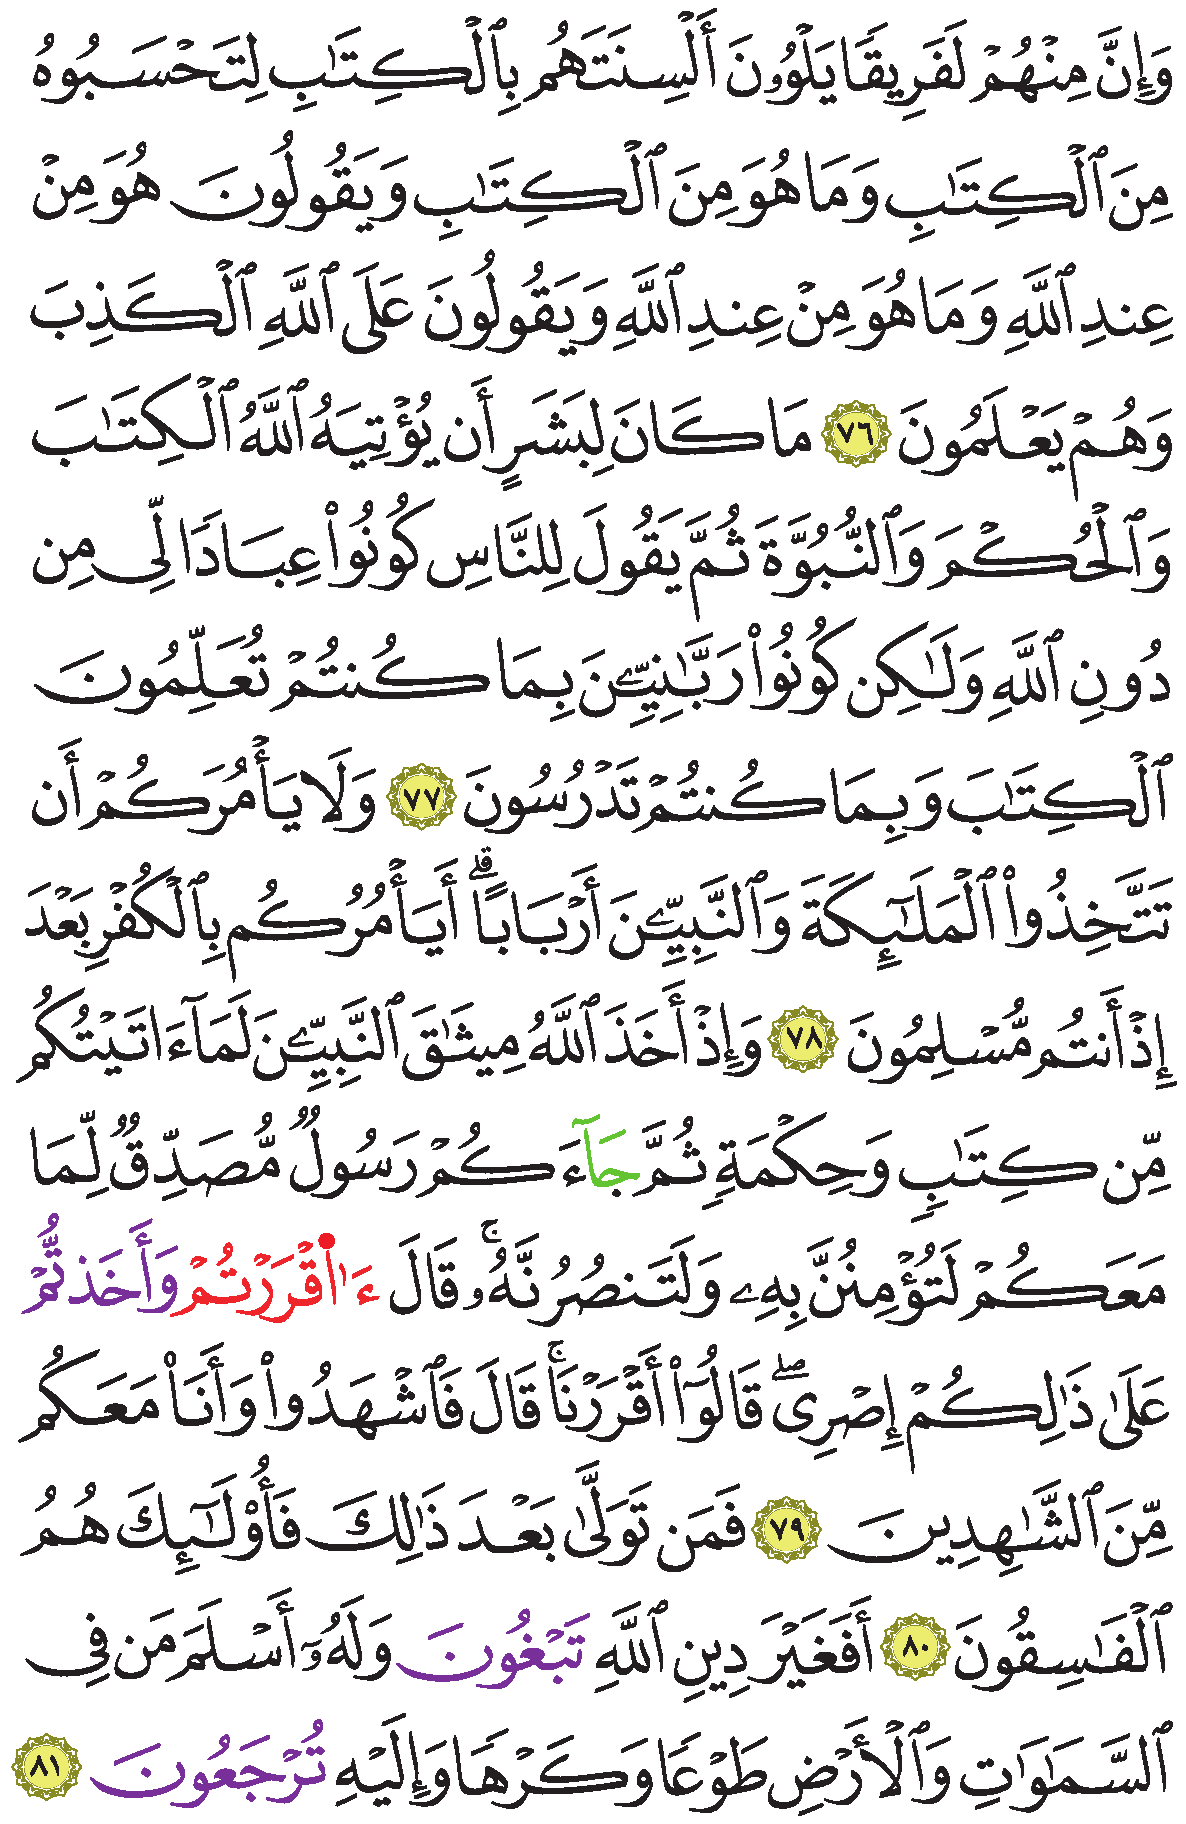 وَإِنَّ مِنْهُمْ لَفَرِيقًا يَلْوُۥنَ أَلْسِنَتَهُم بِٱلْكِتَٰبِ لِتَحْسَبُوهُ
مِنَ ٱلْكِتَٰبِ وَمَا هُوَ مِنَ ٱلْكِتَٰبِ وَيَقُولُونَ هُوَ مِنْ
عِندِ ٱللَّهِ وَمَا هُوَ مِنْ عِندِ ٱللَّهِ وَيَقُولُونَ عَلَى ٱللَّهِ ٱلْكَذِبَ
وَهُمْ يَعْلَمُونَ ٧٦ مَا كَانَ لِبَشَرٍ أَن يُؤْتِيَهُ ٱللَّهُ ٱلْكِتَٰبَ
وَٱلْحُكْمَ وَٱلنُّبُوَّةَ ثُمَّ يَقُولَ لِلنَّاسِ كُونُوا۟ عِبَادًا لِّى مِن
دُونِ ٱللَّهِ وَلَٰكِن كُونُوا۟ رَبَّٰنِيِّۦنَ بِمَا كُنتُمْ تُعَلِّمُونَ
ٱلْكِتَٰبَ وَبِمَا كُنتُمْ تَدْرُسُونَ ٧٧ وَلَا يَأْمُرَكُمْ أَن
تَتَّخِذُوا۟ ٱلْمَلَٰٓئِكَةَ وَٱلنَّبِيِّۦنَ أَرْبَابًا ۗ أَيَأْمُرُكُم بِٱلْكُفْرِ بَعْدَ
إِذْ أَنتُم مُّسْلِمُونَ ٧٨ وَإِذْ أَخَذَ ٱللَّهُ مِيثَٰقَ ٱلنَّبِيِّۦنَ لَمَآ ءَاتَيْتُكُم
مِّن كِتَٰبٍ وَحِكْمَةٍ ثُمَّ جَآءَكُمْ رَسُولٌ مُّصَدِّقٌ لِّمَا
مَعَكُمْ لَتُؤْمِنُنَّ بِهِۦ وَلَتَنصُرُنَّهُۥ ۚ قَالَ ءَا۬قْرَرْتُمْ وَأَخَذتُّمْ
عَلَىٰ ذَٰلِكُمْ إِصْرِى ۖ قَالُوٓا۟ أَقْرَرْنَا ۚ قَالَ فَٱشْهَدُوا۟ وَأَنَا۠ مَعَكُم
مِّنَ ٱلشَّٰهِدِينَ ٧٩ فَمَن تَوَلَّىٰ بَعْدَ ذَٰلِكَ فَأُو۟لَٰٓئِكَ هُمُ
ٱلْفَٰسِقُونَ ٨٠ أَفَغَيْرَ دِينِ ٱللَّهِ تَبْغُونَ وَلَهُۥٓ أَسْلَمَ مَن فِى
ٱلسَّمَٰوَٰتِ وَٱلْأَرْضِ طَوْعًا وَكَرْهًا وَإِلَيْهِ تُرْجَعُونَ ٨١